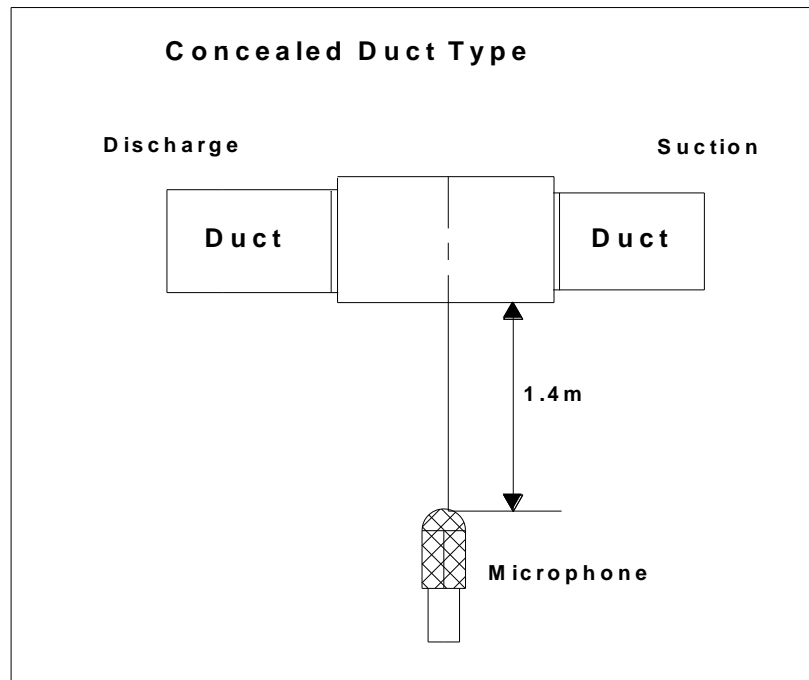 Concealed Duct Type
Discharge
Suction
Duct
Duct
1.4m
Microphone